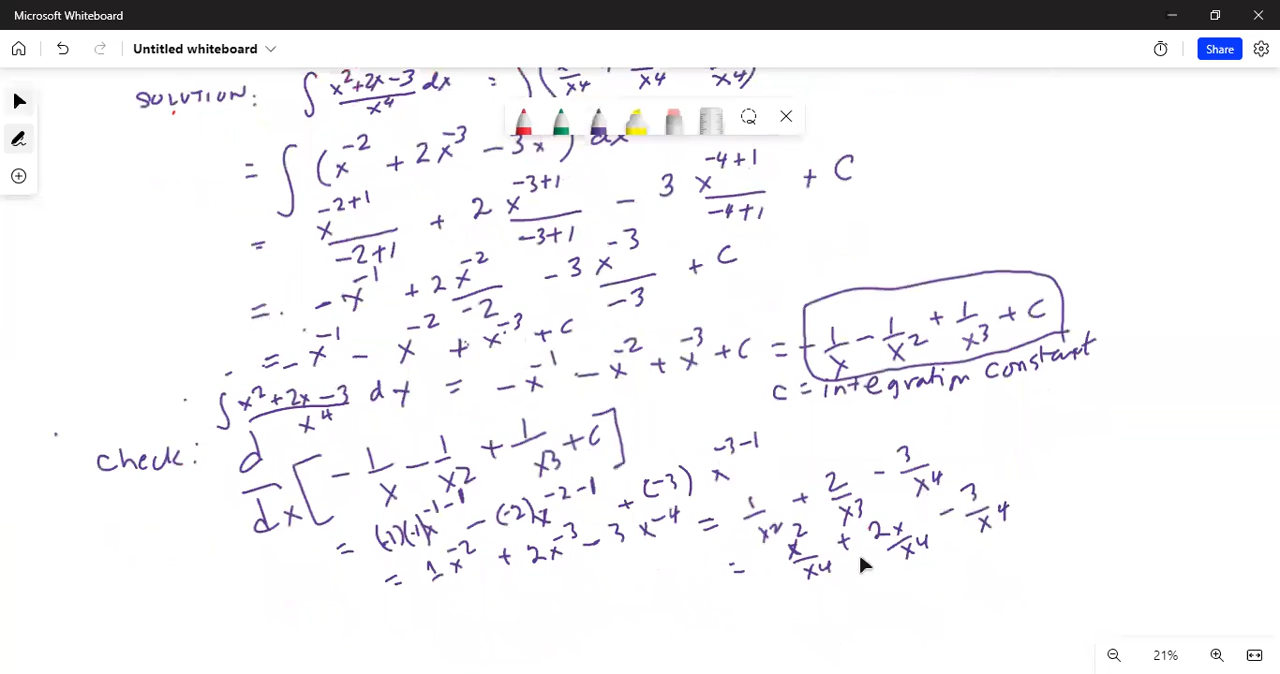 Microsoft Whiteboard
Untitled whiteboard
Share
SOLUTION: ∫ x²+2x-3/x⁴ dx = ∫( /x⁴ + /x⁴ /x⁴)
= ∫ (x⁻² + 2x⁻³ - 3x ) dx
= x⁻²⁺¹/-2+1 + 2 x⁻³⁺¹/-3+1 - 3 x⁻⁴⁺¹/-4+1 + C
= -x⁻¹ + 2x⁻²/-2 - 3 x⁻³/-3 + C
= -x⁻¹ - x⁻² + x⁻³ + C
∫ x²+2x-3/x⁴ dx = -x⁻¹ - x⁻² + x⁻³ + C = -1/x - 1/x² + 1/x³ + C
C = integration constant
Check: d/dx [ -1/x - 1/x² + 1/x³ + C ]
= (-1)(-1)x⁻¹⁻¹ - (-2)x⁻²⁻¹ + (-3) x⁻³⁻¹
= 1x⁻² + 2x⁻³ - 3x⁻⁴ = 1/x² + 2/x³ - 3/x⁴
= x²/x⁴ + 2x/x⁴ - 3/x⁴
21%